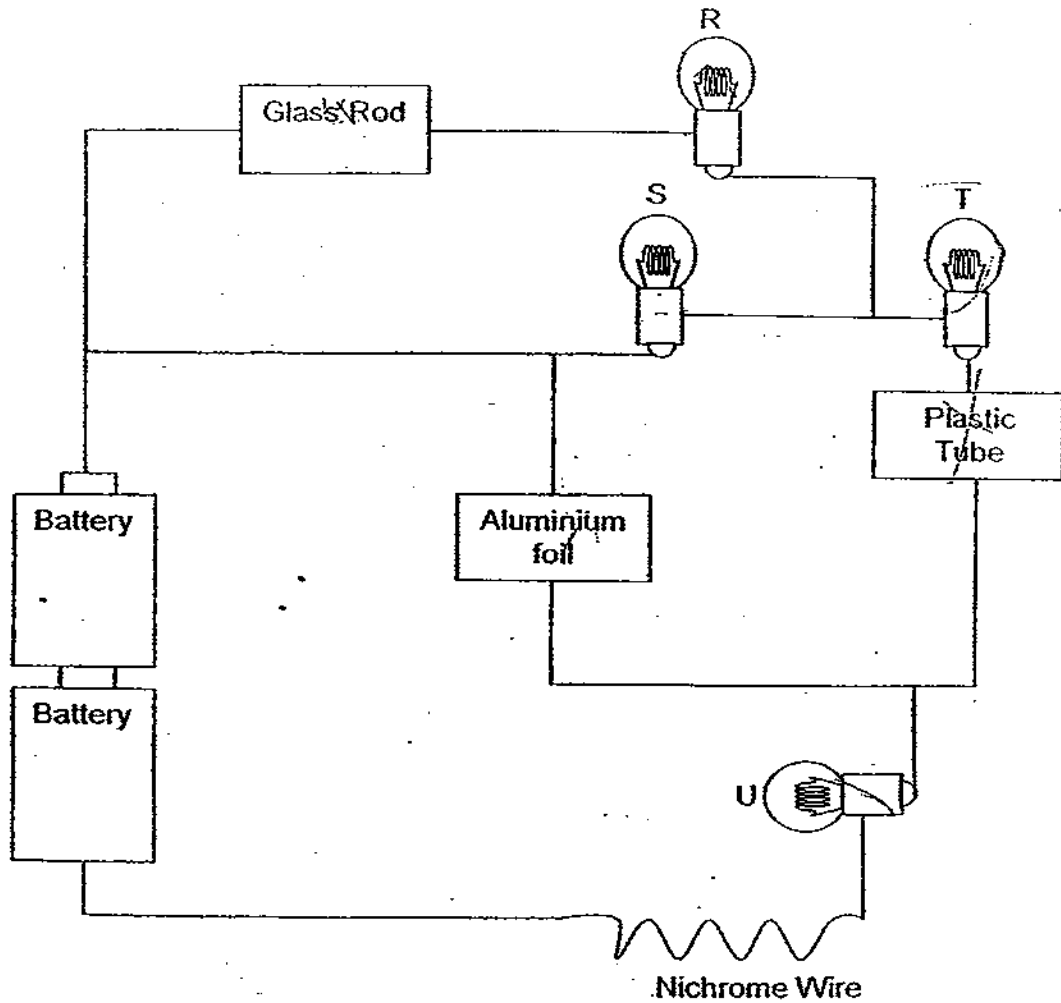 R
Glass Rod
S
T
Plastic
Tube
Battery
Aluminium
foil
Battery
U
Nichrome Wire